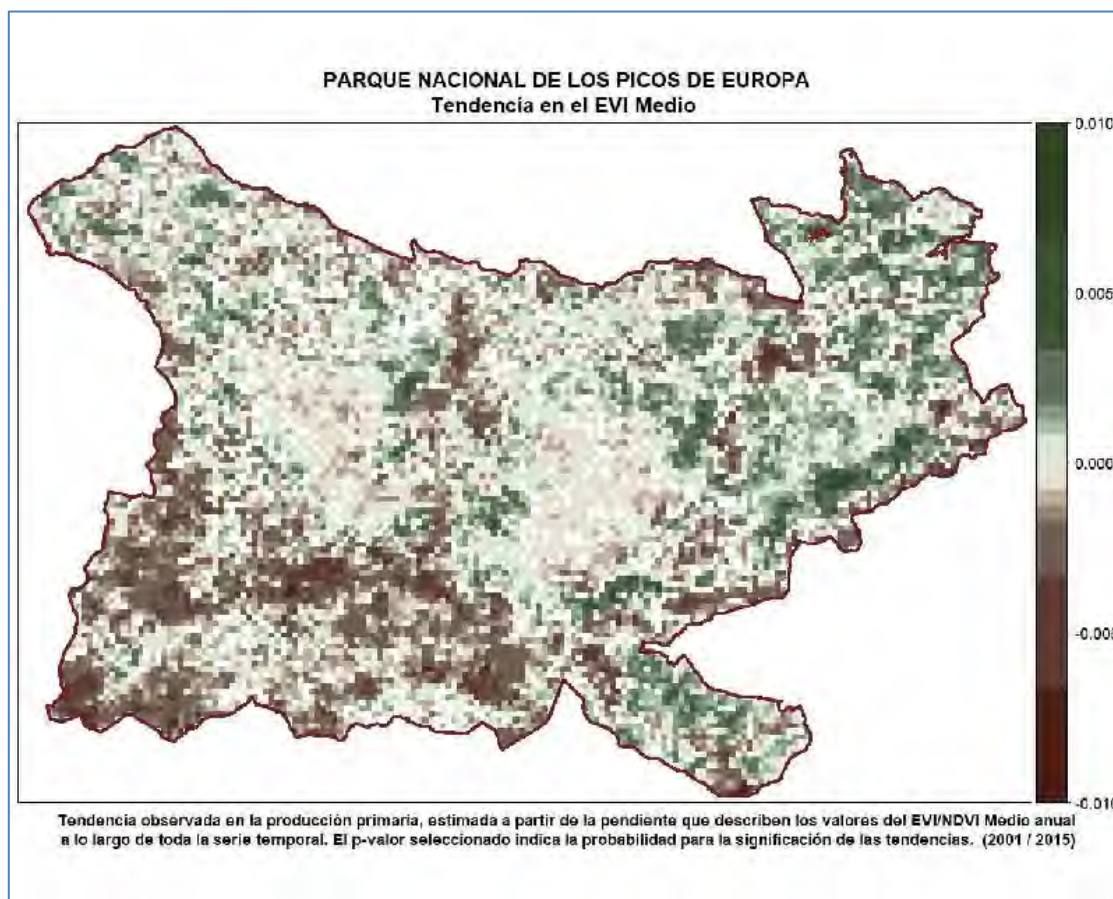 PARQUE NACIONAL DE LOS PICOS DE EUROPA
Tendencia en el EVI Medio
0.010
0.005
0.000
-0.005
-0.010
Tendencia observada en la producción primaria, estimada a partir de la pendiente que describen los valores del EVI/NDVI Medio anual
a lo largo de toda la serie temporal. El p-valor seleccionado indica la probabilidad para la significación de las tendencias. (2001 / 2015)